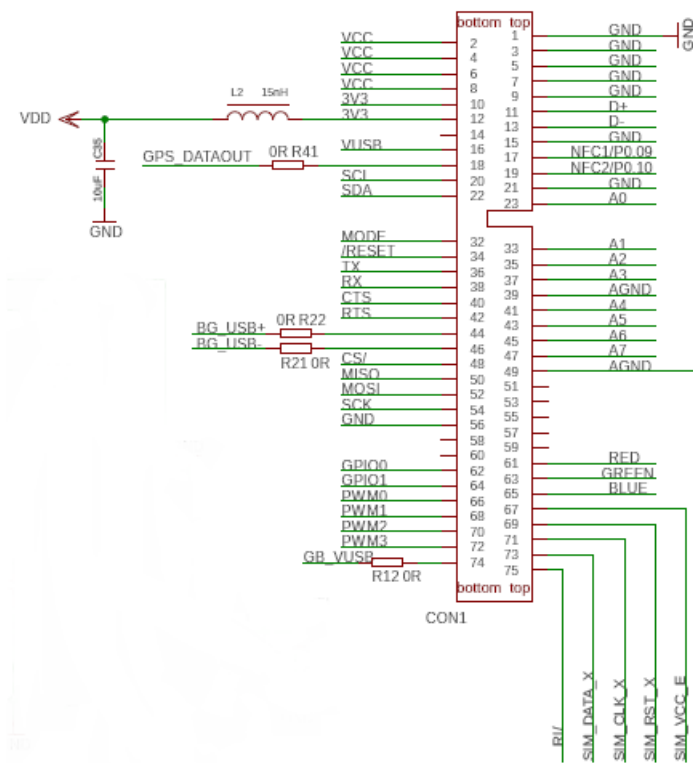 bottom top
VCC 2
VCC 4
VCC 6
VCC 8
3V3 10
3V3 12
14
VUSB 16
GPS_DATAOUT 0R R41 18
SCL 20
SDA 22
1 GND
3 GND
5 GND
7 GND
9 GND
11 D+
13 D-
15 GND
17 NFC1/P0.09
19 NFC2/P0.10
21 GND
23 A0
GND
L2 15nH
VDD
C35
10uF
GND
MODE 32
/RESET 34
TX 36
RX 38
CTS 40
RTS 42
BG_USB+ 0R R22 44
BG_USB- R21 0R 46
CS/ 48
MISO 50
MOSI 52
SCK 54
GND 56
58
60
GPIO0 62
GPIO1 64
PWM0 66
PWM1 68
PWM2 70
PWM3 72
GB_VUSB R12 0R 74
33 A1
35 A2
37 A3
39 AGND
41 A4
43 A5
45 A6
47 A7
49 AGND
51
53
55
57
59
61 RED
63 GREEN
65 BLUE
67
69
71
73
75
bottom top
CON1
RI/
SIM_DATA_X
SIM_CLK_X
SIM_RST_X
SIM_VCC_E